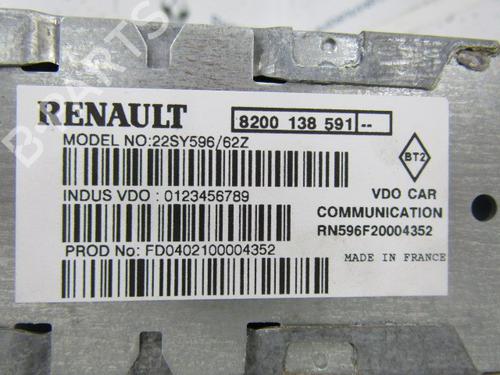 RENAULT
8200 138 591 --
MODEL NO:22SY596/62Z
BT2
INDUS VDO : 0123456789
VDO CAR
COMMUNICATION
RN596F20004352
PROD No: FD0402100004352
MADE IN FRANCE
B-PARTS